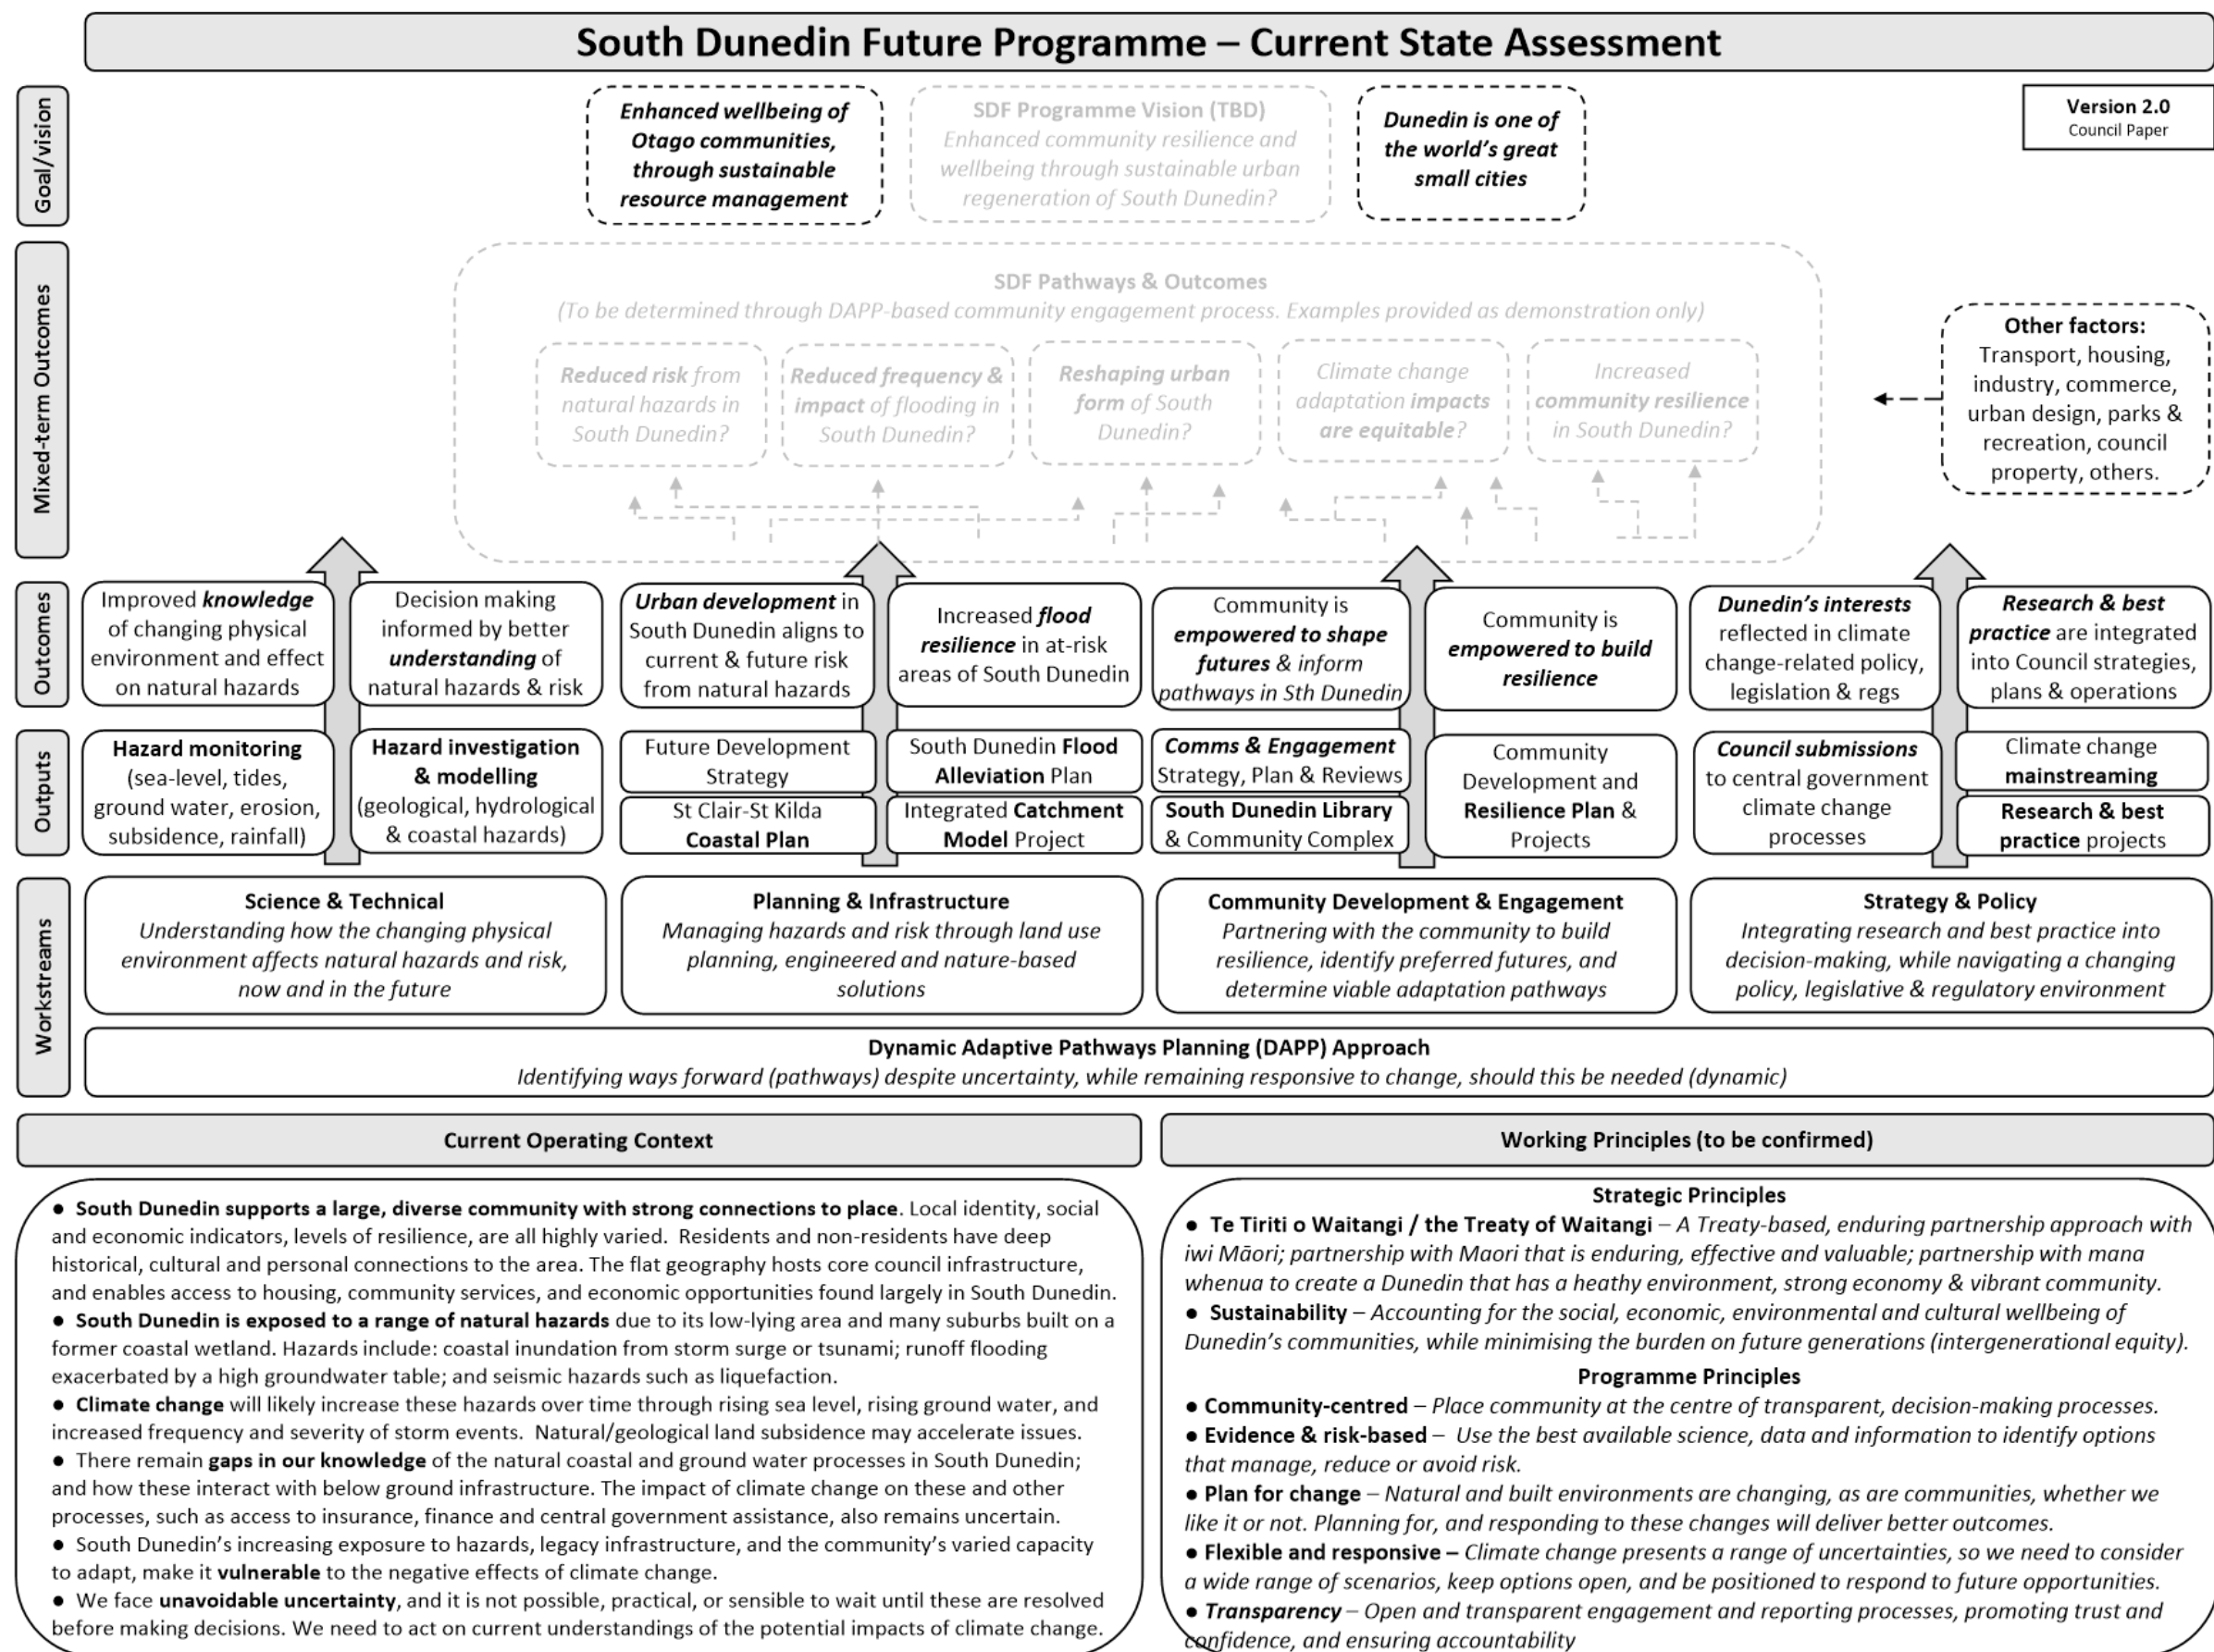 South Dunedin Future Programme – Current State Assessment
Goal/vision
Enhanced wellbeing of
Otago communities,
through sustainable
resource management
SDF Programme Vision (TBD)
Enhanced community resilience and
wellbeing through sustainable urban
regeneration of South Dunedin?
Dunedin is one of
the world's great
small cities
Version 2.0
Council Paper
Mixed-term Outcomes
SDF Pathways & Outcomes
(To be determined through DAPP-based community engagement process. Examples provided as demonstration only)
Reduced risk from
natural hazards in
South Dunedin?
Reduced frequency &
impact of flooding in
South Dunedin?
Reshaping urban
form of South
Dunedin?
Climate change
adaptation impacts
are equitable?
Increased
community resilience
in South Dunedin?
Other factors:
Transport, housing,
industry, commerce,
urban design, parks &
recreation, council
property, others.
Outcomes
Improved knowledge
of changing physical
environment and effect
on natural hazards
Decision making
informed by better
understanding of
natural hazards & risk
Urban development in
South Dunedin aligns to
current & future risk
from natural hazards
Increased flood
resilience in at-risk
areas of South Dunedin
Community is
empowered to shape
futures & inform
pathways in Sth Dunedin
Community is
empowered to build
resilience
Dunedin's interests
reflected in climate
change-related policy,
legislation & regs
Research & best
practice are integrated
into Council strategies,
plans & operations
Outputs
Hazard monitoring
(sea-level, tides,
ground water, erosion,
subsidence, rainfall)
Hazard investigation
& modelling
(geological, hydrological
& coastal hazards)
Future Development
Strategy
St Clair-St Kilda
Coastal Plan
South Dunedin Flood
Alleviation Plan
Integrated Catchment
Model Project
Comms & Engagement
Strategy, Plan & Reviews
South Dunedin Library
& Community Complex
Community
Development and
Resilience Plan &
Projects
Council submissions
to central government
climate change
processes
Climate change
mainstreaming
Research & best
practice projects
Workstreams
Science & Technical
Understanding how the changing physical
environment affects natural hazards and risk,
now and in the future
Planning & Infrastructure
Managing hazards and risk through land use
planning, engineered and nature-based
solutions
Community Development & Engagement
Partnering with the community to build
resilience, identify preferred futures, and
determine viable adaptation pathways
Strategy & Policy
Integrating research and best practice into
decision-making, while navigating a changing
policy, legislative & regulatory environment
Dynamic Adaptive Pathways Planning (DAPP) Approach
Identifying ways forward (pathways) despite uncertainty, while remaining responsive to change, should this be needed (dynamic)
Current Operating Context
● South Dunedin supports a large, diverse community with strong connections to place. Local identity, social
and economic indicators, levels of resilience, are all highly varied. Residents and non-residents have deep
historical, cultural and personal connections to the area. The flat geography hosts core council infrastructure,
and enables access to housing, community services, and economic opportunities found largely in South Dunedin.
● South Dunedin is exposed to a range of natural hazards due to its low-lying area and many suburbs built on a
former coastal wetland. Hazards include: coastal inundation from storm surge or tsunami; runoff flooding
exacerbated by a high groundwater table; and seismic hazards such as liquefaction.
● Climate change will likely increase these hazards over time through rising sea level, rising ground water, and
increased frequency and severity of storm events. Natural/geological land subsidence may accelerate issues.
● There remain gaps in our knowledge of the natural coastal and ground water processes in South Dunedin;
and how these interact with below ground infrastructure. The impact of climate change on these and other
processes, such as access to insurance, finance and central government assistance, also remains uncertain.
● South Dunedin's increasing exposure to hazards, legacy infrastructure, and the community's varied capacity
to adapt, make it vulnerable to the negative effects of climate change.
● We face unavoidable uncertainty, and it is not possible, practical, or sensible to wait until these are resolved
before making decisions. We need to act on current understandings of the potential impacts of climate change.
Working Principles (to be confirmed)
Strategic Principles
● Te Tiriti o Waitangi / the Treaty of Waitangi – A Treaty-based, enduring partnership approach with
iwi Māori; partnership with Maori that is enduring, effective and valuable; partnership with mana
whenua to create a Dunedin that has a heathy environment, strong economy & vibrant community.
● Sustainability – Accounting for the social, economic, environmental and cultural wellbeing of
Dunedin's communities, while minimising the burden on future generations (intergenerational equity).
Programme Principles
● Community-centred – Place community at the centre of transparent, decision-making processes.
● Evidence & risk-based – Use the best available science, data and information to identify options
that manage, reduce or avoid risk.
● Plan for change – Natural and built environments are changing, as are communities, whether we
like it or not. Planning for, and responding to these changes will deliver better outcomes.
● Flexible and responsive – Climate change presents a range of uncertainties, so we need to consider
a wide range of scenarios, keep options open, and be positioned to respond to future opportunities.
● Transparency – Open and transparent engagement and reporting processes, promoting trust and
confidence, and ensuring accountability